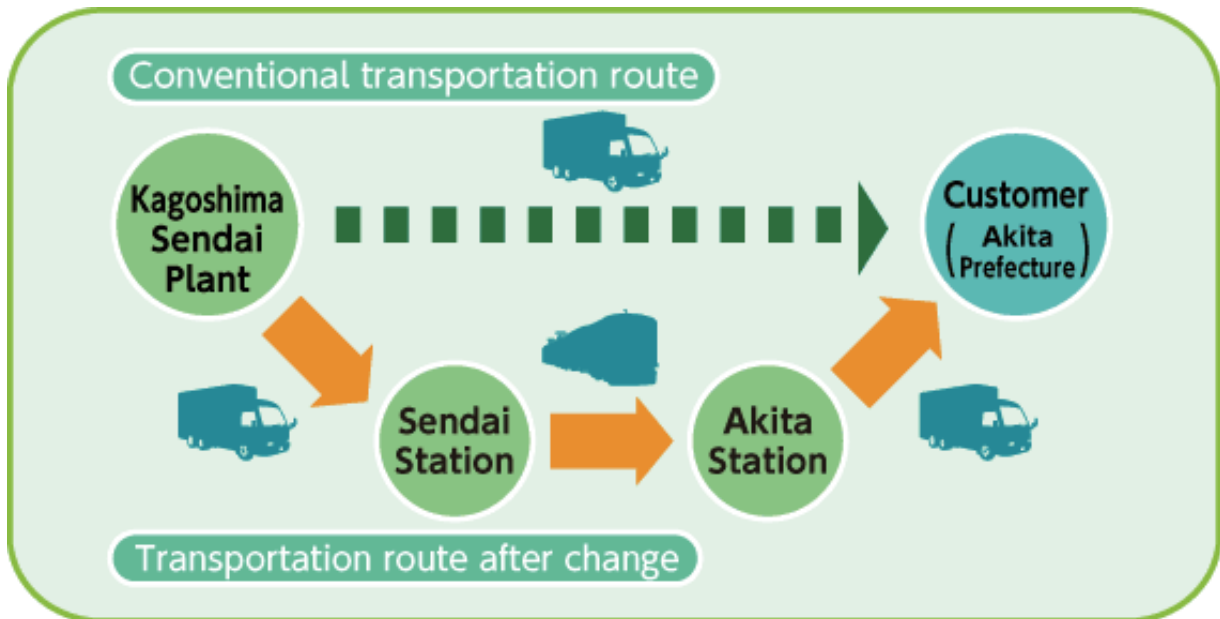 Conventional transportation route
Kagoshima
Sendai
Plant
Customer
( Akita
Prefecture )
Sendai
Station
Akita
Station
Transportation route after change